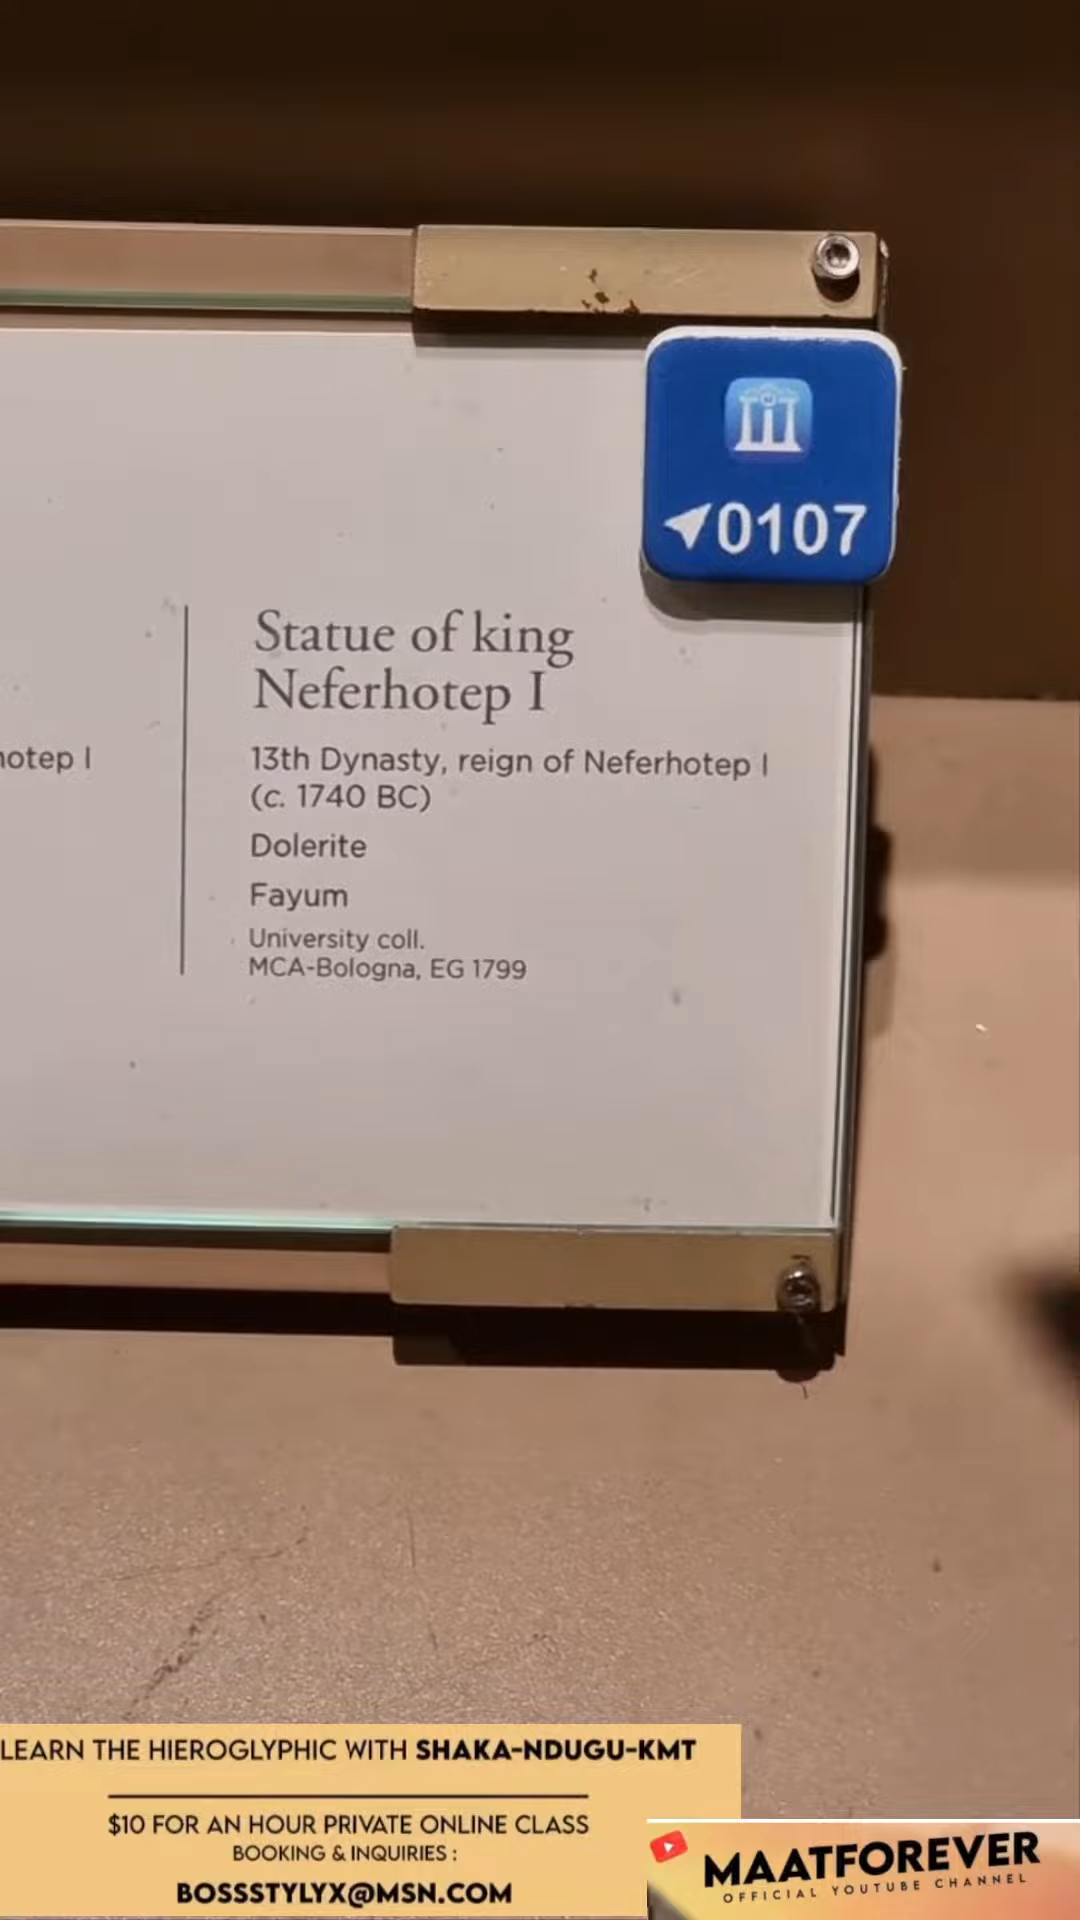 0107
Statue of king
Neferhotep I
hotep I
13th Dynasty, reign of Neferhotep I
(c. 1740 BC)
Dolerite
Fayum
University coll.
MCA-Bologna, EG 1799
LEARN THE HIEROGLYPHIC WITH SHAKA-NDUGU-KMT
$10 FOR AN HOUR PRIVATE ONLINE CLASS
BOOKING & INQUIRIES :
BOSSSTYLYX@MSN.COM
MAATFOREVER
OFFICIAL YOUTUBE CHANNEL